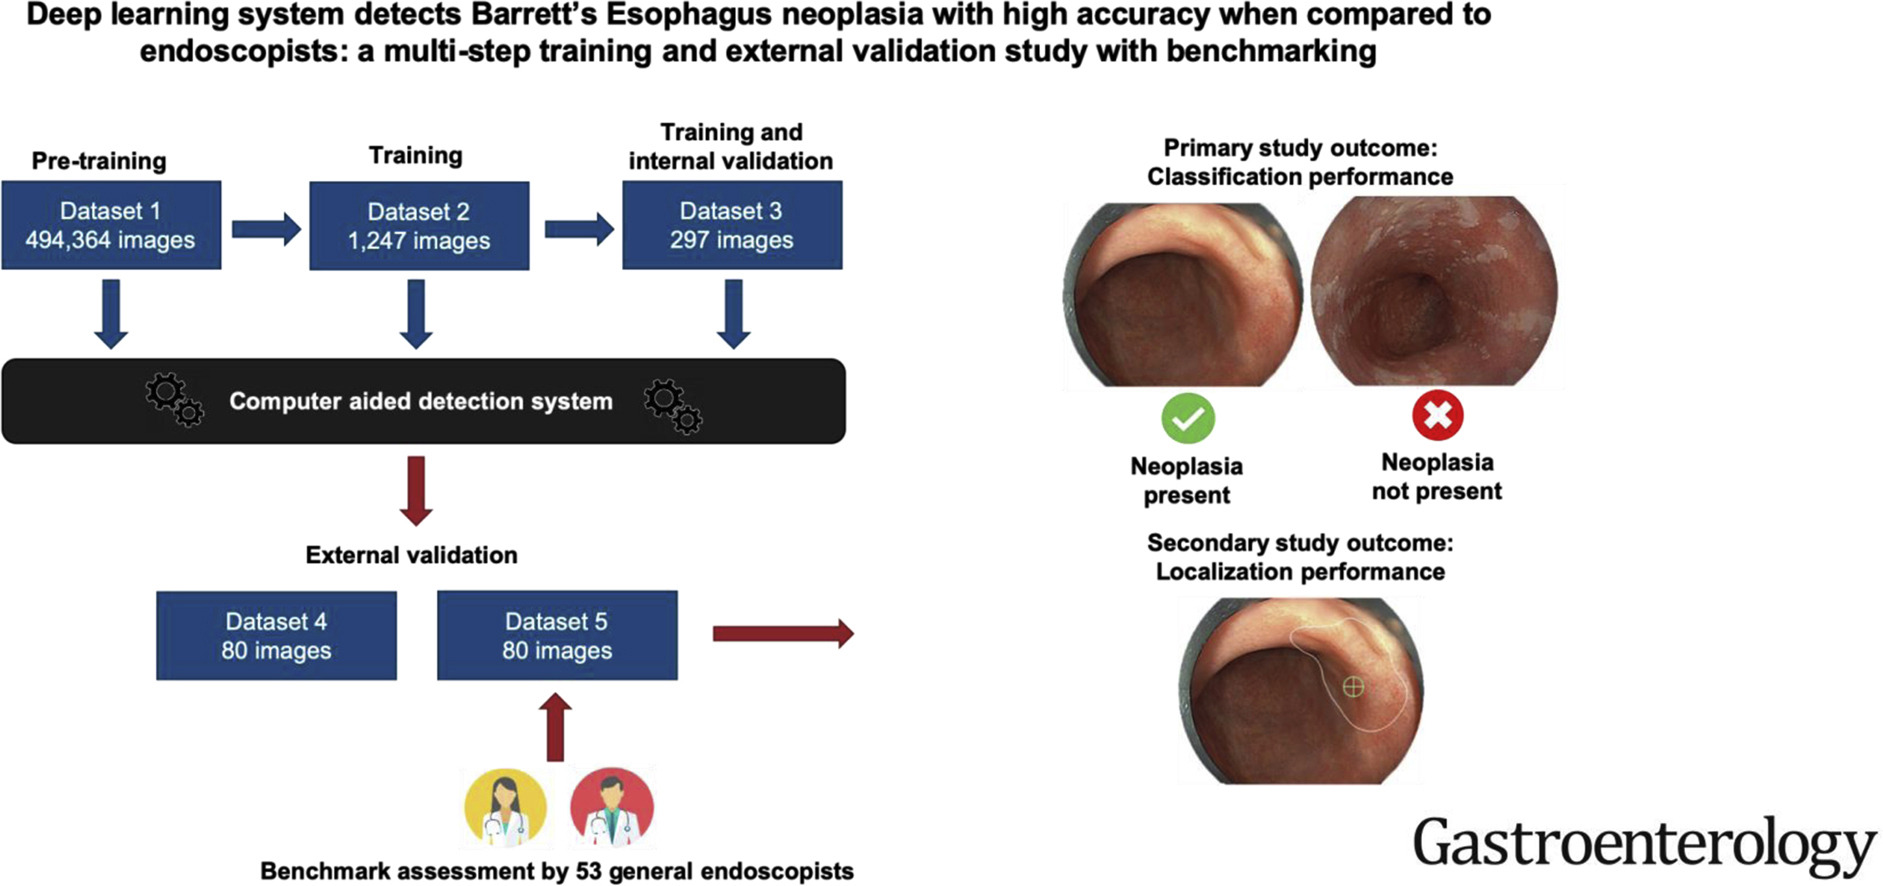 Deep learning system detects Barrett’s Esophagus neoplasia with high accuracy when compared to
endoscopists: a multi-step training and external validation study with benchmarking
Pre-training
Dataset 1
494,364 images
Training
Dataset 2
1,247 images
Training and
internal validation
Dataset 3
297 images
Computer aided detection system
External validation
Dataset 4
80 images
Dataset 5
80 images
Benchmark assessment by 53 general endoscopists
Primary study outcome:
Classification performance
Neoplasia
present
Neoplasia
not present
Secondary study outcome:
Localization performance
Gastroenterology